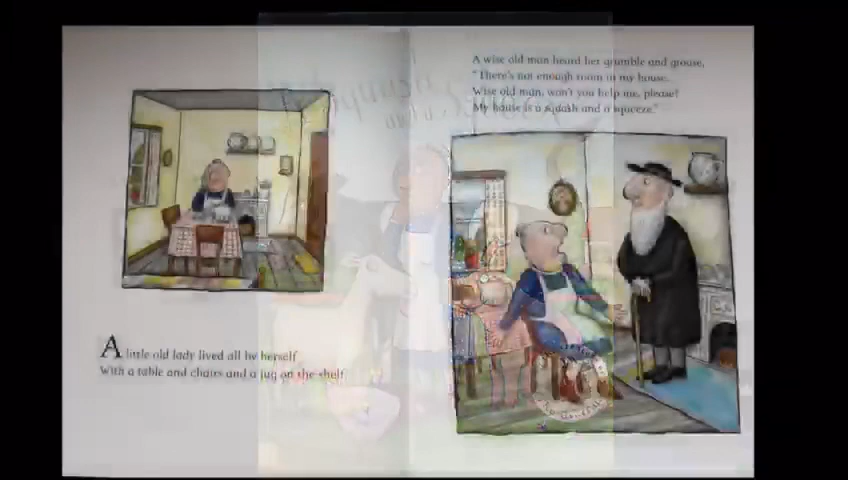 A little old lady lived all by herself
With a table and chairs and a jug on the shelf.
A wise old man heard her grumble and grouse,
"There's not enough room in my house.
Wise old man, won't you help me, please?
My house is a squash and a squeeze."